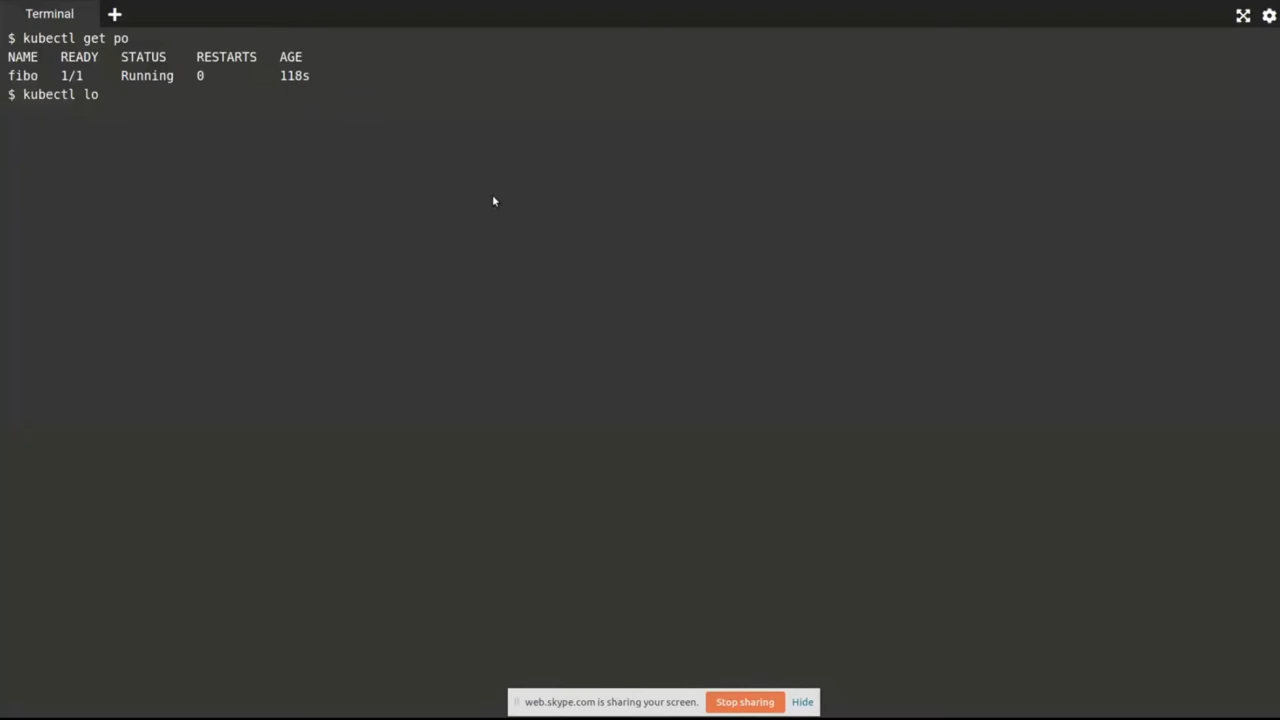 Terminal
$ kubectl get po
NAME READY STATUS RESTARTS AGE
fibo 1/1 Running 0 118s
$ kubectl lo
web.skype.com is sharing your screen. Stop sharing Hide